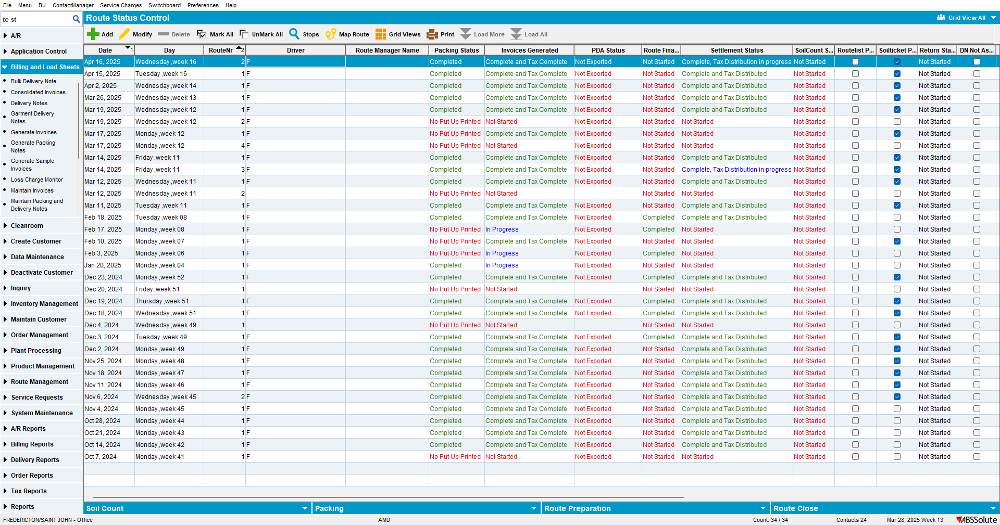 File Menu BU ContactManager Service Charges Switchboard Preferences Help
te st
Route Status Control
Grid View All
Add Modify Delete Mark All UnMark All Stops Map Route Grid Views Print Load More Load All
A/R
Application Control
Billing and Load Sheets
Bulk Delivery Note
Consolidated Invoices
Delivery Notes
Garment Delivery
Notes
Generate Invoices
Generate Packing
Notes
Generate Sample
Invoices
Loss Charge Monitor
Maintain Invoices
Maintain Packing and
Delivery Notes
Cleanroom
Create Customer
Data Maintenance
Deactivate Customer
Inquiry
Inventory Management
Maintain Customer
Order Management
Plant Processing
Product Management
Route Management
Service Requests
System Maintenance
A/R Reports
Billing Reports
Delivery Reports
Order Reports
Tax Reports
Reports
Date 1 Day RouteNr 2 Driver Route Manager Name Packing Status Invoices Generated PDA Status Route Fina... Settlement Status SoilCount S... Routelist P... Soilticket P... Return Sta... DN Not As...
Apr 16, 2025 Wednesday ,week 16 2 F Completed Complete and Tax Complete Not Exported Not Started Complete, Tax Distribution in progress Not Started Not Started
Apr 15, 2025 Tuesday ,week 16 1 F Completed Complete and Tax Complete Not Exported Not Started Complete and Tax Distributed Not Started Not Started
Apr 2, 2025 Wednesday ,week 14 1 F Completed Complete and Tax Complete Not Exported Not Started Complete and Tax Distributed Not Started Not Started
Mar 26, 2025 Wednesday ,week 13 1 F Completed Complete and Tax Complete Not Exported Not Started Complete and Tax Distributed Not Started Not Started
Mar 19, 2025 Wednesday ,week 12 1 F Completed Complete and Tax Complete Not Exported Not Started Complete and Tax Distributed Not Started Not Started
Mar 19, 2025 Wednesday ,week 12 2 F No Put Up Printed Not Started Not Exported Not Started Not Started Not Started Not Started
Mar 17, 2025 Monday ,week 12 1 F No Put Up Printed Complete and Tax Complete Not Exported Not Started Not Started Not Started Not Started
Mar 17, 2025 Monday ,week 12 4 F No Put Up Printed Not Started Not Exported Not Started Not Started Not Started Not Started
Mar 14, 2025 Friday ,week 11 1 F Completed Complete and Tax Complete Not Exported Not Started Complete and Tax Distributed Not Started Not Started
Mar 14, 2025 Friday ,week 11 3 F Completed Complete and Tax Complete Not Exported Not Started Complete, Tax Distribution in progress Not Started Not Started
Mar 12, 2025 Wednesday ,week 11 1 F Completed Complete and Tax Complete Not Exported Not Started Complete and Tax Distributed Not Started Not Started
Mar 12, 2025 Wednesday ,week 11 2 No Put Up Printed Not Started Not Started Not Started Not Started Not Started
Mar 11, 2025 Tuesday ,week 11 1 F Completed Complete and Tax Complete Not Exported Not Started Complete and Tax Distributed Not Started Not Started
Feb 18, 2025 Tuesday ,week 08 1 F Completed Complete and Tax Complete Not Exported Completed Complete and Tax Distributed Not Started Not Started
Feb 17, 2025 Monday ,week 08 1 F No Put Up Printed In Progress Not Exported Completed Not Started Not Started Not Started
Feb 10, 2025 Monday ,week 07 1 F No Put Up Printed Complete and Tax Complete Not Exported Not Started Not Started Not Started Not Started
Feb 3, 2025 Monday ,week 06 1 F No Put Up Printed In Progress Not Exported Completed Not Started Not Started Not Started
Jan 20, 2025 Monday ,week 04 1 F Completed In Progress Not Exported Not Started Not Started Not Started Not Started
Dec 23, 2024 Monday ,week 52 1 F Completed Complete and Tax Complete Not Exported Completed Complete and Tax Distributed Not Started Not Started
Dec 20, 2024 Friday ,week 51 1 No Put Up Printed Not Started Not Started Not Started Not Started Not Started
Dec 19, 2024 Thursday ,week 51 1 F Completed Complete and Tax Complete Not Exported Completed Complete and Tax Distributed Not Started Not Started
Dec 18, 2024 Wednesday ,week 51 1 F Completed Complete and Tax Complete Not Exported Completed Complete and Tax Distributed Not Started Not Started
Dec 4, 2024 Wednesday ,week 49 1 No Put Up Printed Not Started Not Started Not Started Not Started Not Started
Dec 3, 2024 Tuesday ,week 49 1 F Completed Complete and Tax Complete Not Exported Completed Complete and Tax Distributed Not Started Not Started
Dec 2, 2024 Monday ,week 49 1 F Completed Complete and Tax Complete Not Exported Not Started Complete and Tax Distributed Not Started Not Started
Nov 25, 2024 Monday ,week 48 1 F Completed Complete and Tax Complete Not Exported Not Started Complete and Tax Distributed Not Started Not Started
Nov 18, 2024 Monday ,week 47 1 F Completed Complete and Tax Complete Not Exported Not Started Complete and Tax Distributed Not Started Not Started
Nov 11, 2024 Monday ,week 46 1 F Completed Complete and Tax Complete Not Exported Not Started Complete and Tax Distributed Not Started Not Started
Nov 6, 2024 Wednesday ,week 45 2 F Completed Complete and Tax Complete Not Exported Not Started Complete and Tax Distributed Not Started Not Started
Nov 4, 2024 Monday ,week 45 1 F Completed Complete and Tax Complete Not Exported Not Started Complete and Tax Distributed Not Started Not Started
Oct 28, 2024 Monday ,week 44 1 F Completed Complete and Tax Complete Not Exported Not Started Complete and Tax Distributed Not Started Not Started
Oct 21, 2024 Monday ,week 43 1 F Completed Complete and Tax Complete Not Exported Not Started Complete and Tax Distributed Not Started Not Started
Oct 14, 2024 Monday ,week 42 1 F Completed Complete and Tax Complete Not Exported Not Started Complete and Tax Distributed Not Started Not Started
Oct 7, 2024 Monday ,week 41 1 F No Put Up Printed Not Started Not Exported Not Started Not Started Not Started Not Started
Soil Count Packing Route Preparation Route Close
FREDERICTON/SAINT JOHN - Office AMD Count: 34 / 34 Contacts 24 Mar 28, 2025 Week 13 ABSSolute